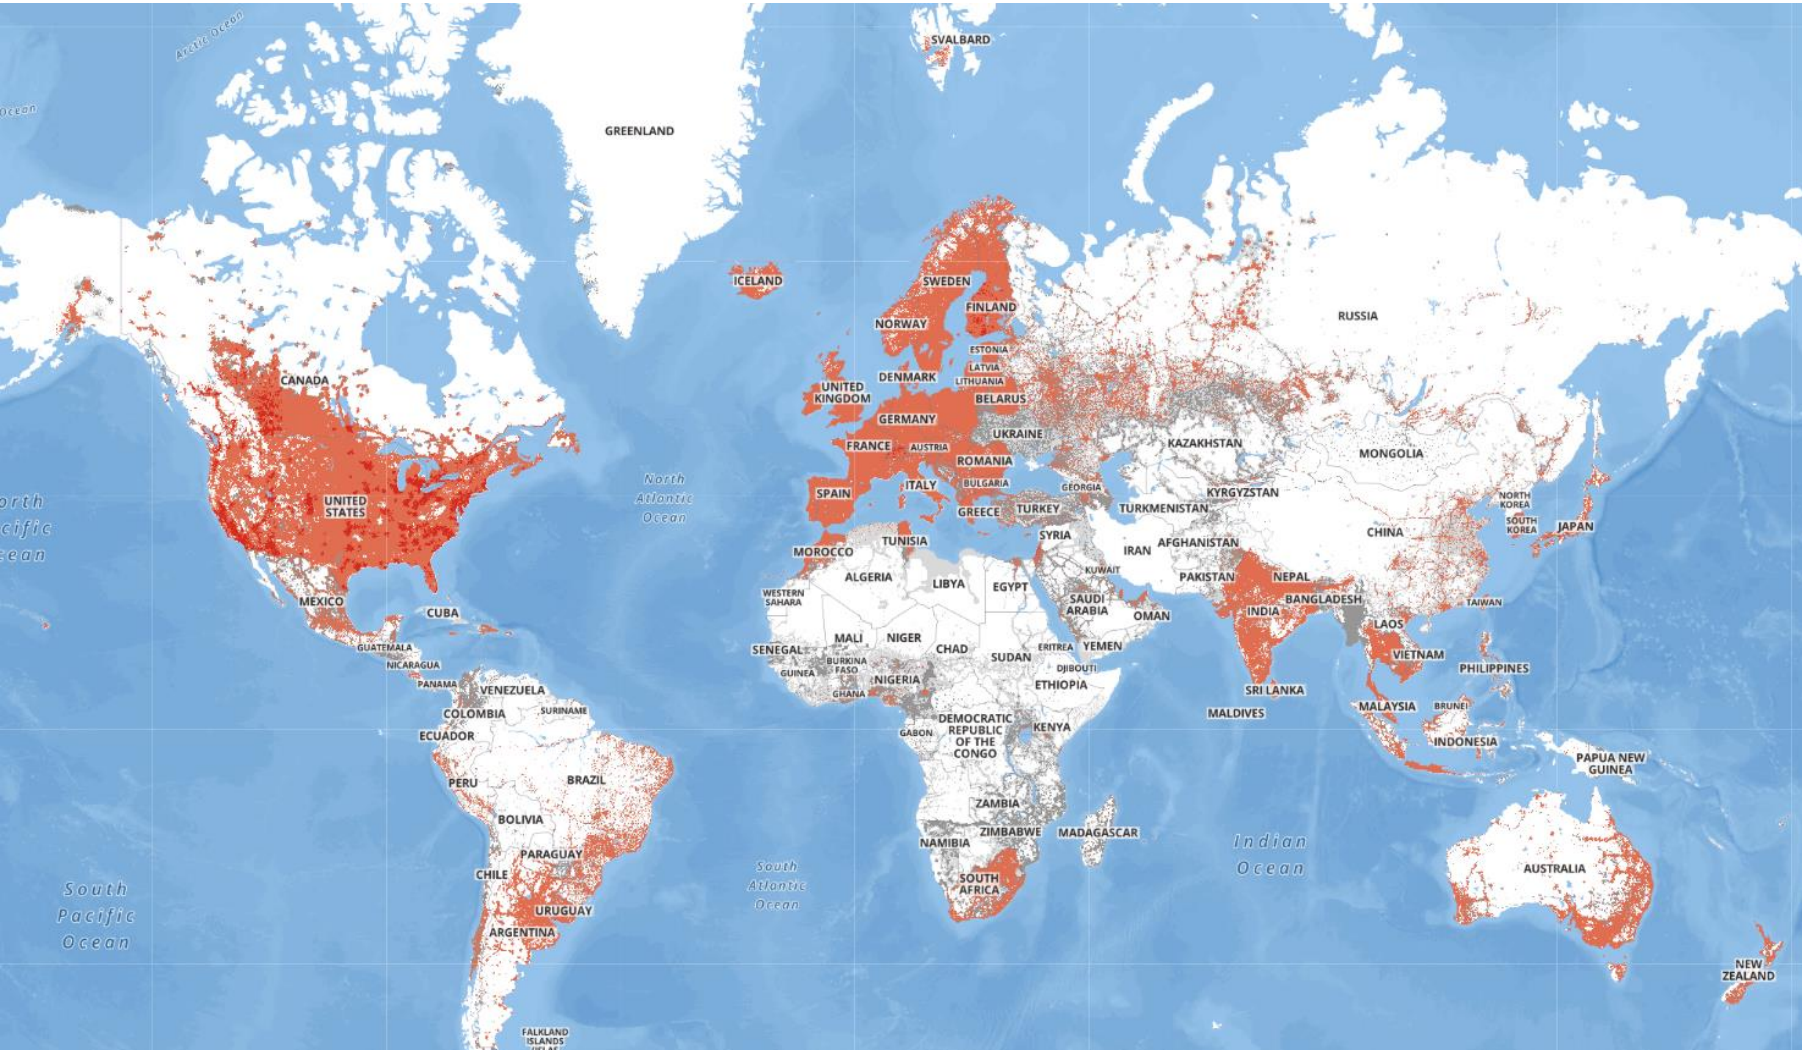 Arctic Ocean
SVALBARD
Ocean
GREENLAND
ICELAND
SWEDEN
FINLAND
NORWAY
RUSSIA
ESTONIA
LATVIA
LITHUANIA
DENMARK
CANADA
UNITED
KINGDOM
BELARUS
GERMANY
UKRAINE
FRANCE
AUSTRIA
KAZAKHSTAN
MONGOLIA
ROMANIA
North
Atlantic
Ocean
ITALY
BULGARIA
GEORGIA
KYRGYZSTAN
SPAIN
NORTH
KOREA
UNITED
STATES
GREECE
TURKEY
TURKMENISTAN
orth
cific
cean
SOUTH
KOREA
JAPAN
CHINA
SYRIA
TUNISIA
AFGHANISTAN
MOROCCO
IRAN
KUWAIT
ALGERIA
LIBYA
EGYPT
PAKISTAN
NEPAL
WESTERN
SAHARA
MEXICO
SAUDI
ARABIA
BANGLADESH
TAIWAN
CUBA
INDIA
OMAN
LAOS
MALI
NIGER
GUATEMALA
SENEGAL
CHAD
SUDAN
ERITREA
YEMEN
VIETNAM
NICARAGUA
BURKINA
FASO
DJIBOUTI
PHILIPPINES
GUINEA
NIGERIA
ETHIOPIA
PANAMA
VENEZUELA
GHANA
SRI LANKA
COLOMBIA
SURINAME
MALDIVES
MALAYSIA
BRUNEI
ECUADOR
GABON
DEMOCRATIC
REPUBLIC
OF THE
CONGO
KENYA
INDONESIA
PERU
BRAZIL
PAPUA NEW
GUINEA
ZAMBIA
BOLIVIA
ZIMBABWE
MADAGASCAR
NAMIBIA
Indian
Ocean
PARAGUAY
CHILE
South
Atlantic
Ocean
SOUTH
AFRICA
AUSTRALIA
South
Pacific
Ocean
URUGUAY
ARGENTINA
NEW
ZEALAND
FALKLAND
ISLANDS